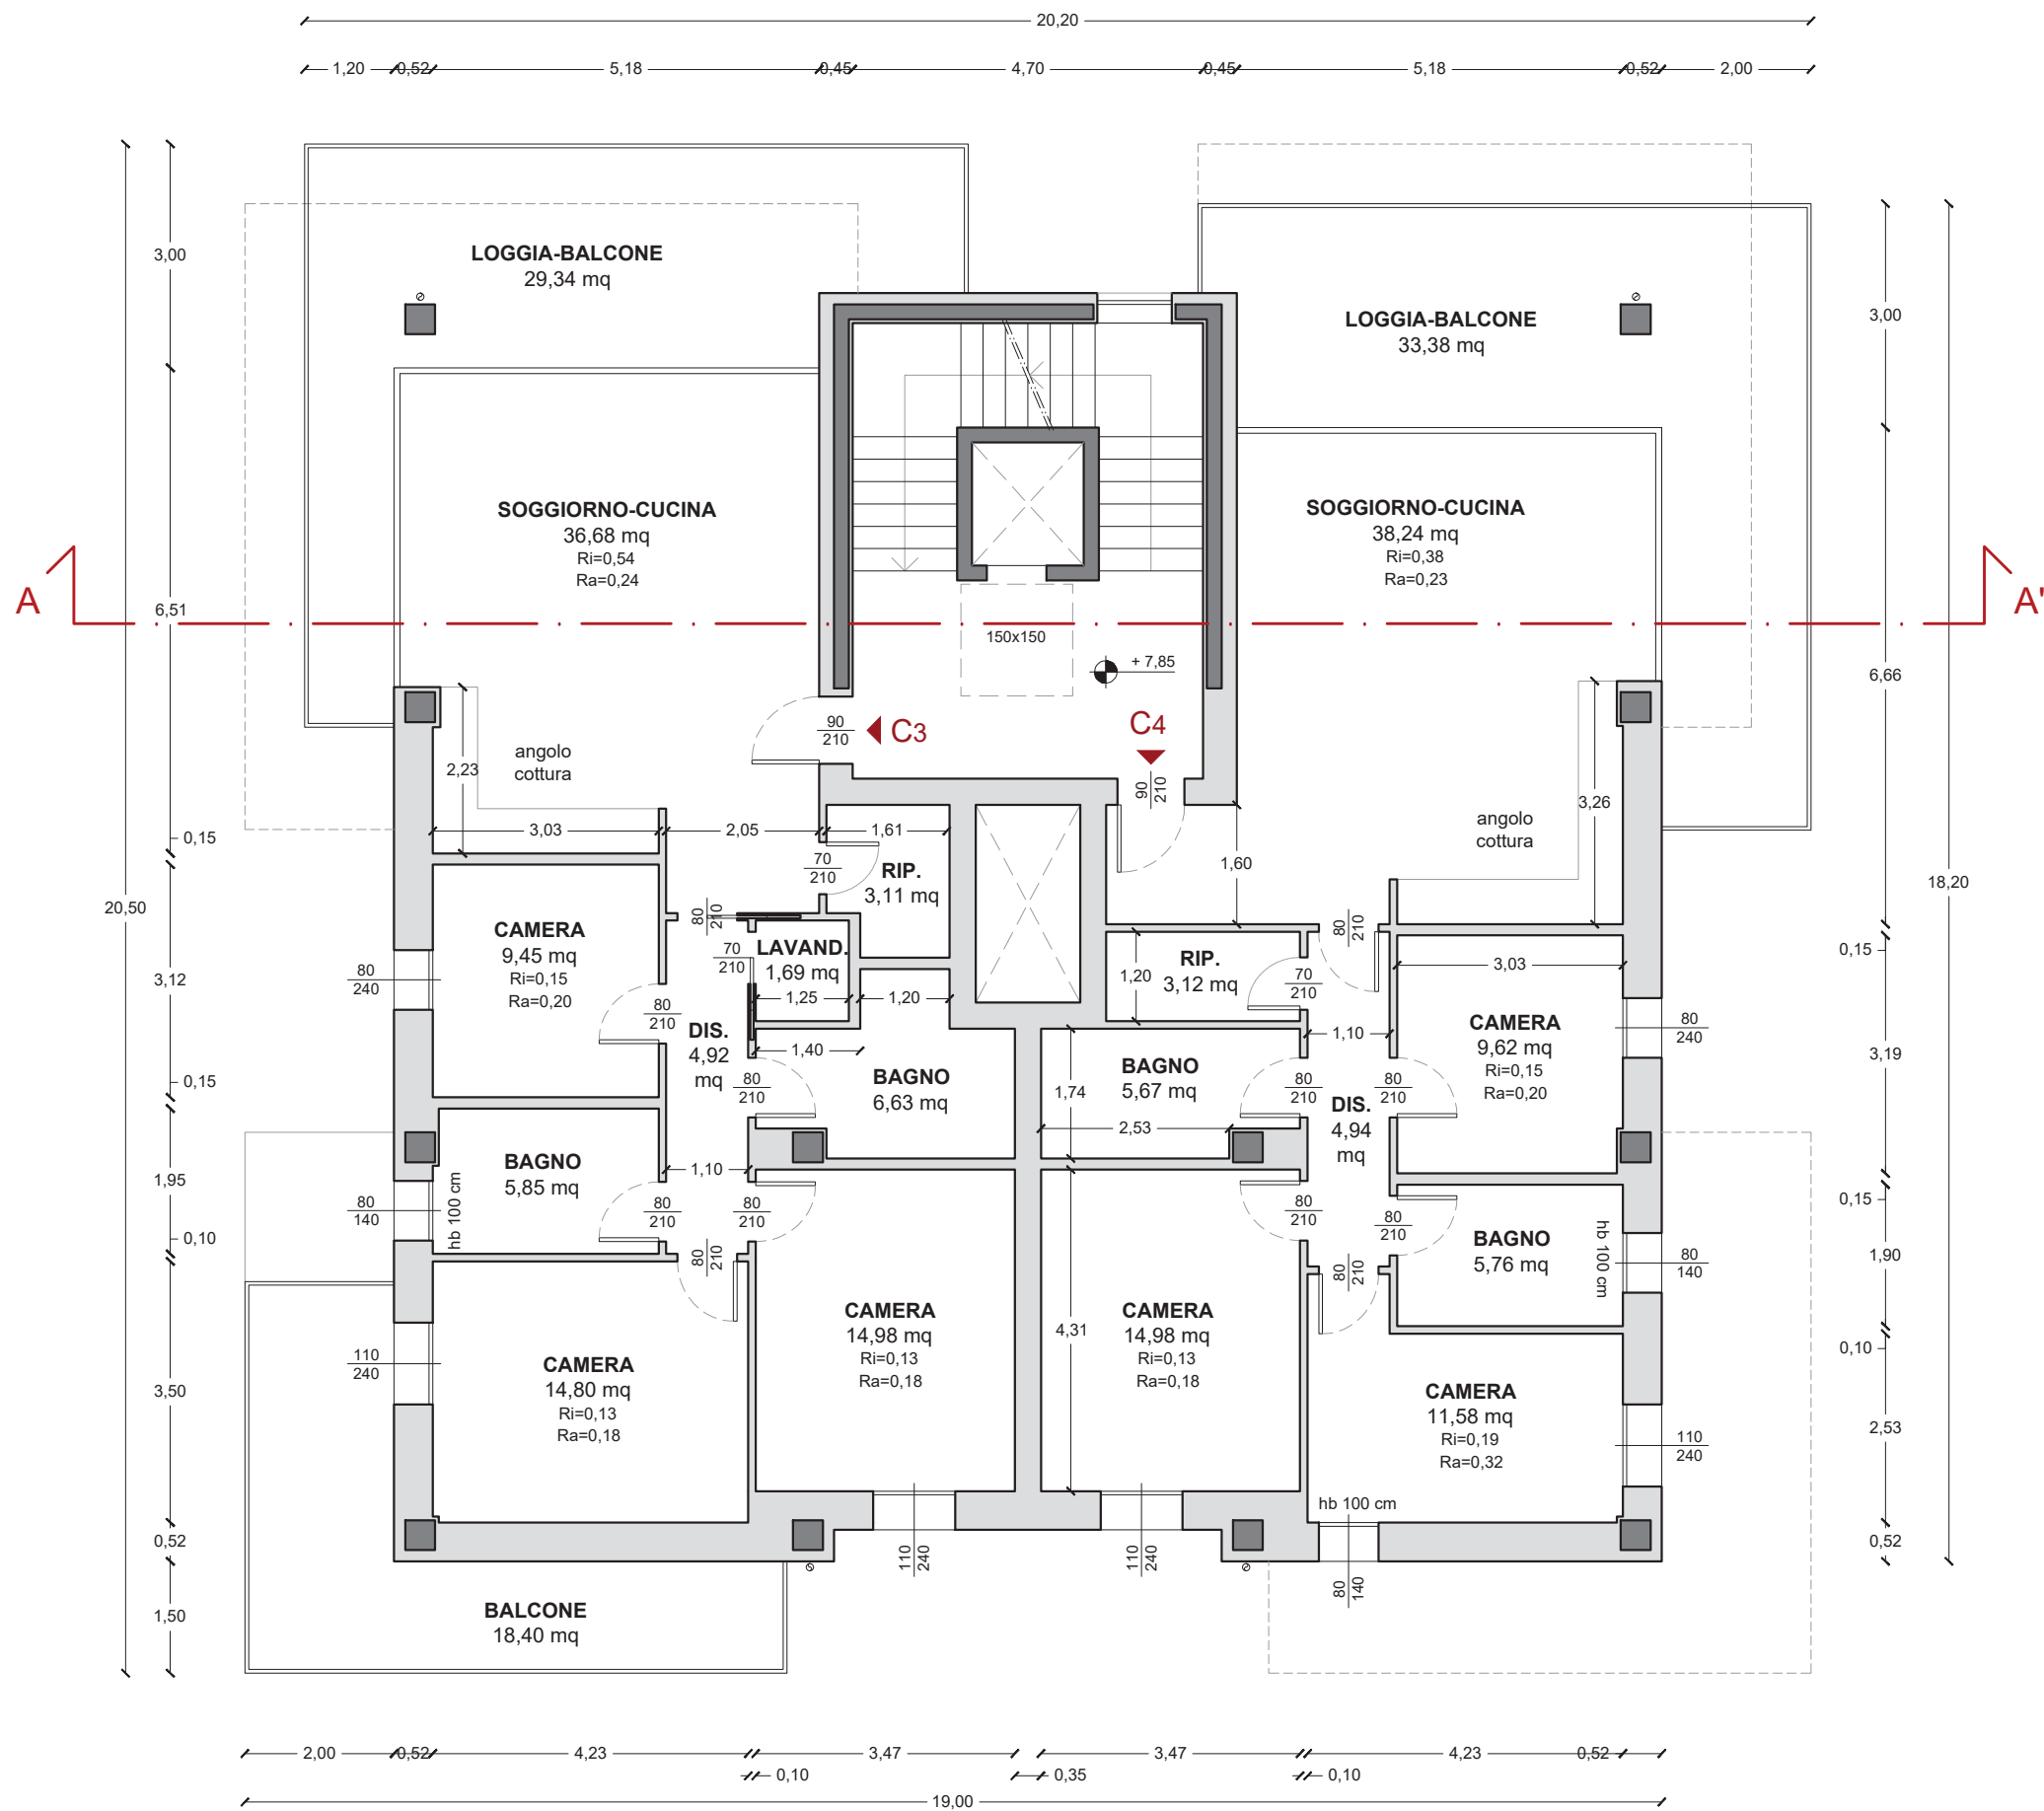 20,20
1,20 0,52 5,18 0,45 4,70 0,45 5,18 0,52 2,00
LOGGIA-BALCONE
29,34 mq
3,00
LOGGIA-BALCONE
33,38 mq
3,00
SOGGIORNO-CUCINA
36,68 mq
Ri=0,54
Ra=0,24
SOGGIORNO-CUCINA
38,24 mq
Ri=0,38
Ra=0,23
A
A'
6,51
150x150
+ 7,85
6,66
90
210
C3
C4
90
210
angolo
cottura
2,23
3,26
angolo
cottura
0,15
3,03
2,05
1,61
1,60
70
210
RIP.
3,11 mq
20,50
18,20
80
210
80
210
CAMERA
9,45 mq
Ri=0,15
Ra=0,20
70
210
LAVAND.
1,69 mq
1,25
1,20
RIP.
3,12 mq
1,20
70
210
0,15
3,03
3,12
80
240
80
210
DIS.
4,92
mq
1,40
1,10
CAMERA
9,62 mq
Ri=0,15
Ra=0,20
80
240
3,19
0,15
80
210
BAGNO
6,63 mq
BAGNO
5,67 mq
1,74
2,53
80
210
80
210
DIS.
4,94
mq
BAGNO
5,85 mq
1,10
1,95
80
140
hb 100 cm
80
210
80
210
80
210
80
210
0,15
0,10
80
210
80
210
BAGNO
5,76 mq
hb 100 cm
80
140
1,90
CAMERA
14,80 mq
Ri=0,13
Ra=0,18
110
240
3,50
CAMERA
14,98 mq
Ri=0,13
Ra=0,18
CAMERA
14,98 mq
Ri=0,13
Ra=0,18
4,31
0,10
CAMERA
11,58 mq
Ri=0,19
Ra=0,32
110
240
2,53
hb 100 cm
0,52
0,52
110
240
110
240
80
140
BALCONE
18,40 mq
1,50
2,00 0,52 4,23 3,47 3,47 4,23 0,52
0,10 0,35 0,10
19,00